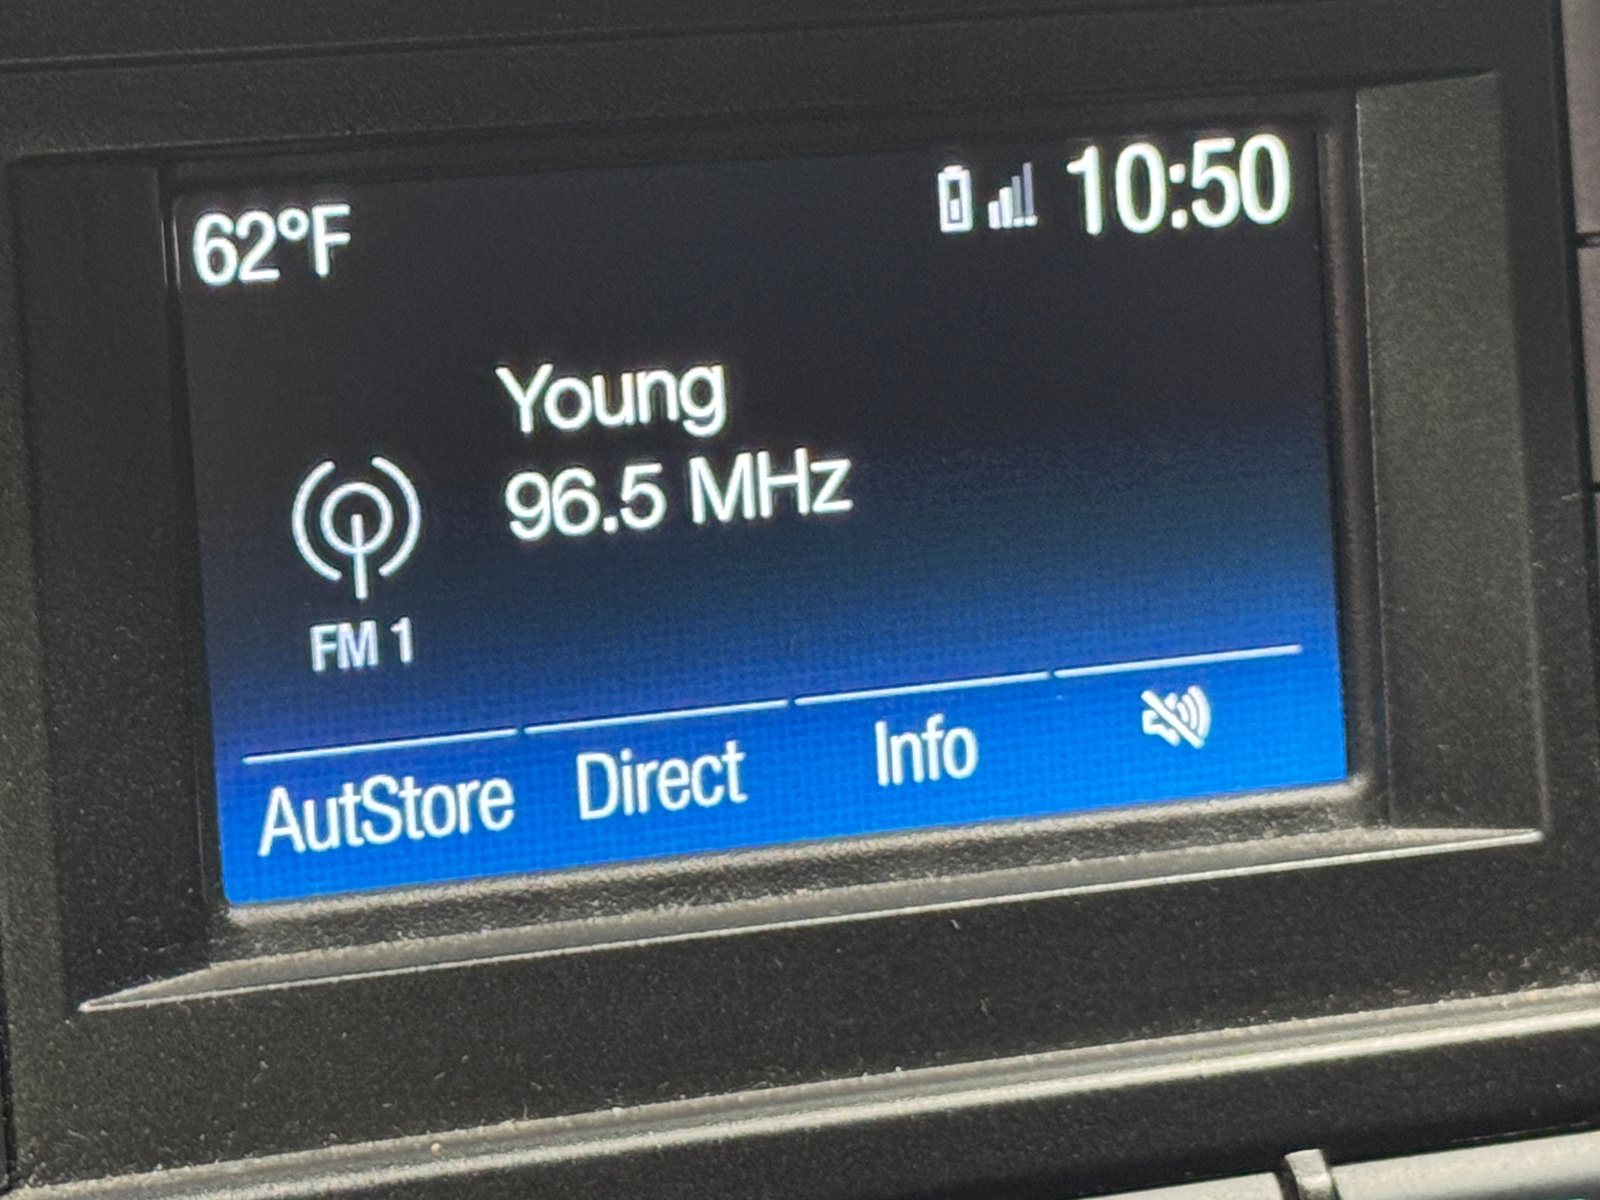 62°F
10:50
Young
96.5 MHz
FM 1
AutStore
Direct
Info